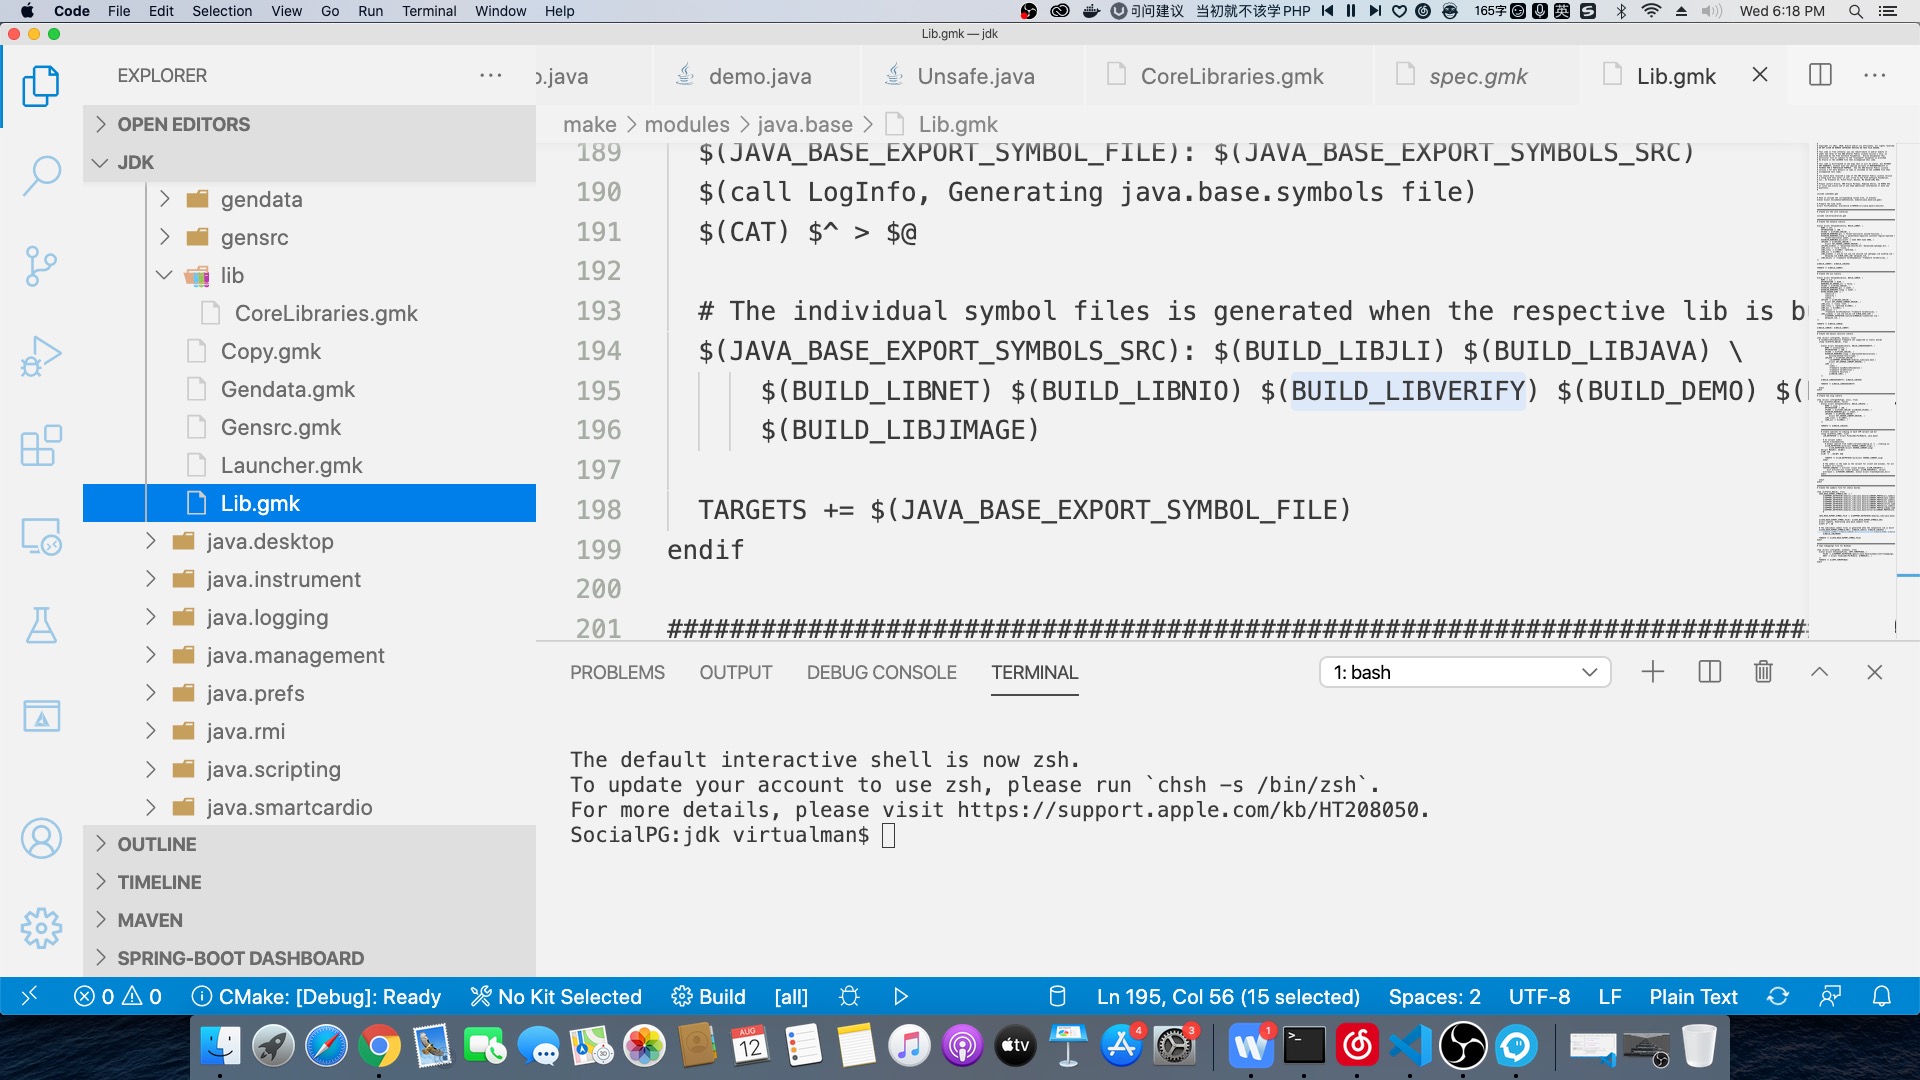 Code File Edit Selection View Go Run Terminal Window Help
可问建议 当初就不该学PHP 165字 英 Wed 6:18 PM
Lib.gmk — jdk
EXPLORER
OPEN EDITORS
JDK
gendata
gensrc
lib
CoreLibraries.gmk
Copy.gmk
Gendata.gmk
Gensrc.gmk
Launcher.gmk
Lib.gmk
java.desktop
java.instrument
java.logging
java.management
java.prefs
java.rmi
java.scripting
java.smartcardio
OUTLINE
TIMELINE
MAVEN
SPRING-BOOT DASHBOARD
.java demo.java Unsafe.java CoreLibraries.gmk spec.gmk Lib.gmk
make > modules > java.base > Lib.gmk
189 $(JAVA_BASE_EXPORT_SYMBOL_FILE): $(JAVA_BASE_EXPORT_SYMBOLS_SRC)
190 $(call LogInfo, Generating java.base.symbols file)
191 $(CAT) $^ > $@
192
193 # The individual symbol files is generated when the respective lib is b
194 $(JAVA_BASE_EXPORT_SYMBOLS_SRC): $(BUILD_LIBJLI) $(BUILD_LIBJAVA) \
195 $(BUILD_LIBNET) $(BUILD_LIBNIO) $(BUILD_LIBVERIFY) $(BUILD_DEMO) $(
196 $(BUILD_LIBJIMAGE)
197
198 TARGETS += $(JAVA_BASE_EXPORT_SYMBOL_FILE)
199 endif
200
201 #########################################################################
PROBLEMS OUTPUT DEBUG CONSOLE TERMINAL 1: bash
The default interactive shell is now zsh.
To update your account to use zsh, please run `chsh -s /bin/zsh`.
For more details, please visit https://support.apple.com/kb/HT208050.
SocialPG:jdk virtualman$
0 0 CMake: [Debug]: Ready No Kit Selected Build [all] Ln 195, Col 56 (15 selected) Spaces: 2 UTF-8 LF Plain Text
AUG 12 tv 4 3 1